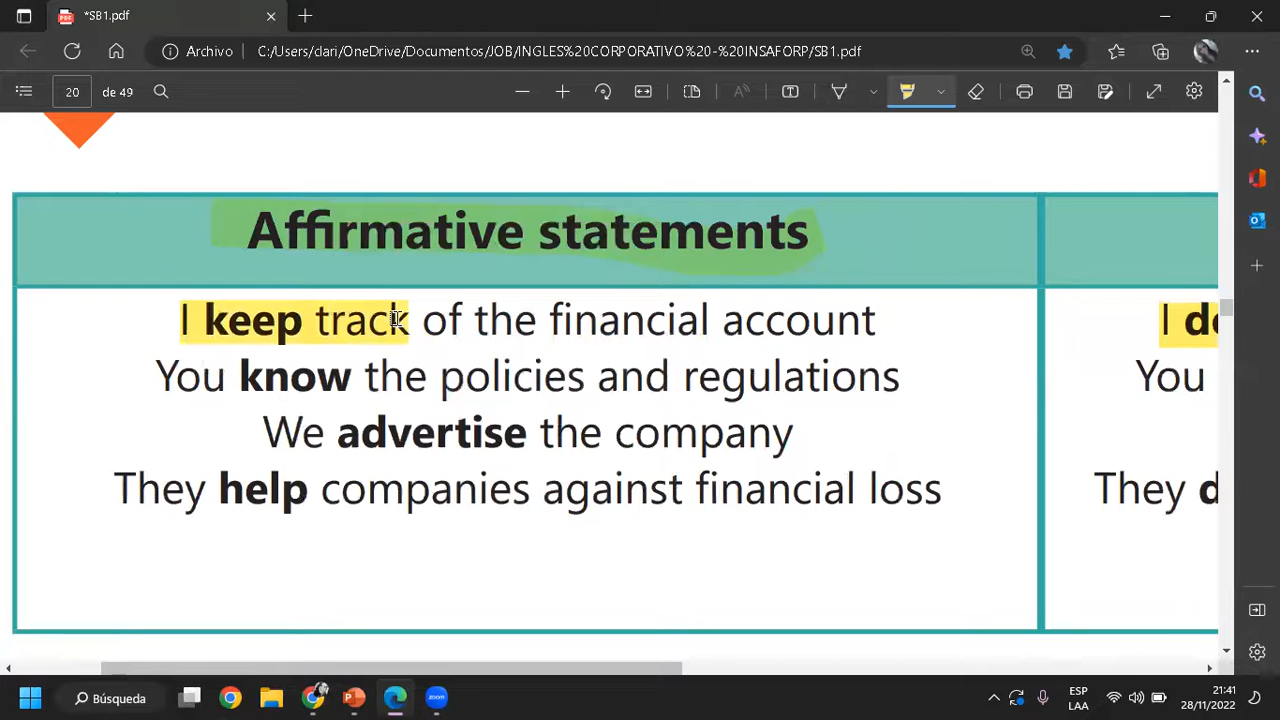 *SB1.pdf
Archivo
C:/Users/clari/OneDrive/Documentos/JOB/INGLES%20CORPORATIVO%20-%20INSAFORP/SB1.pdf
20 de 49
Affirmative statements
I keep track of the financial account
I
You know the policies and regulations
You
We advertise the company
They help companies against financial loss
They
Búsqueda
zoom
ESP
LAA
21:41
28/11/2022